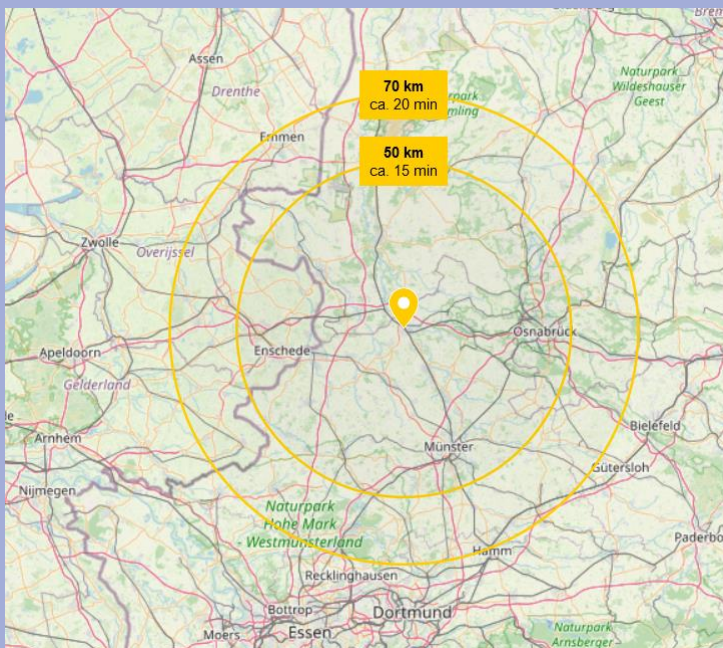 Assen
Drenthe
Emmen
70 km
ca. 20 min
50 km
ca. 15 min
Naturpark
Wildeshauser
Geest
Zwolle
Overijssel
Enschede
Osnabrück
Apeldoorn
Gelderland
Arnhem
Nijmegen
Münster
Bielefeld
Gütersloh
Naturpark
Hohe Mark -
Westmünsterland
Hamm
Paderbo
Recklinghausen
Bottrop
Dortmund
Moers
Essen
Naturpark
Arnsberger